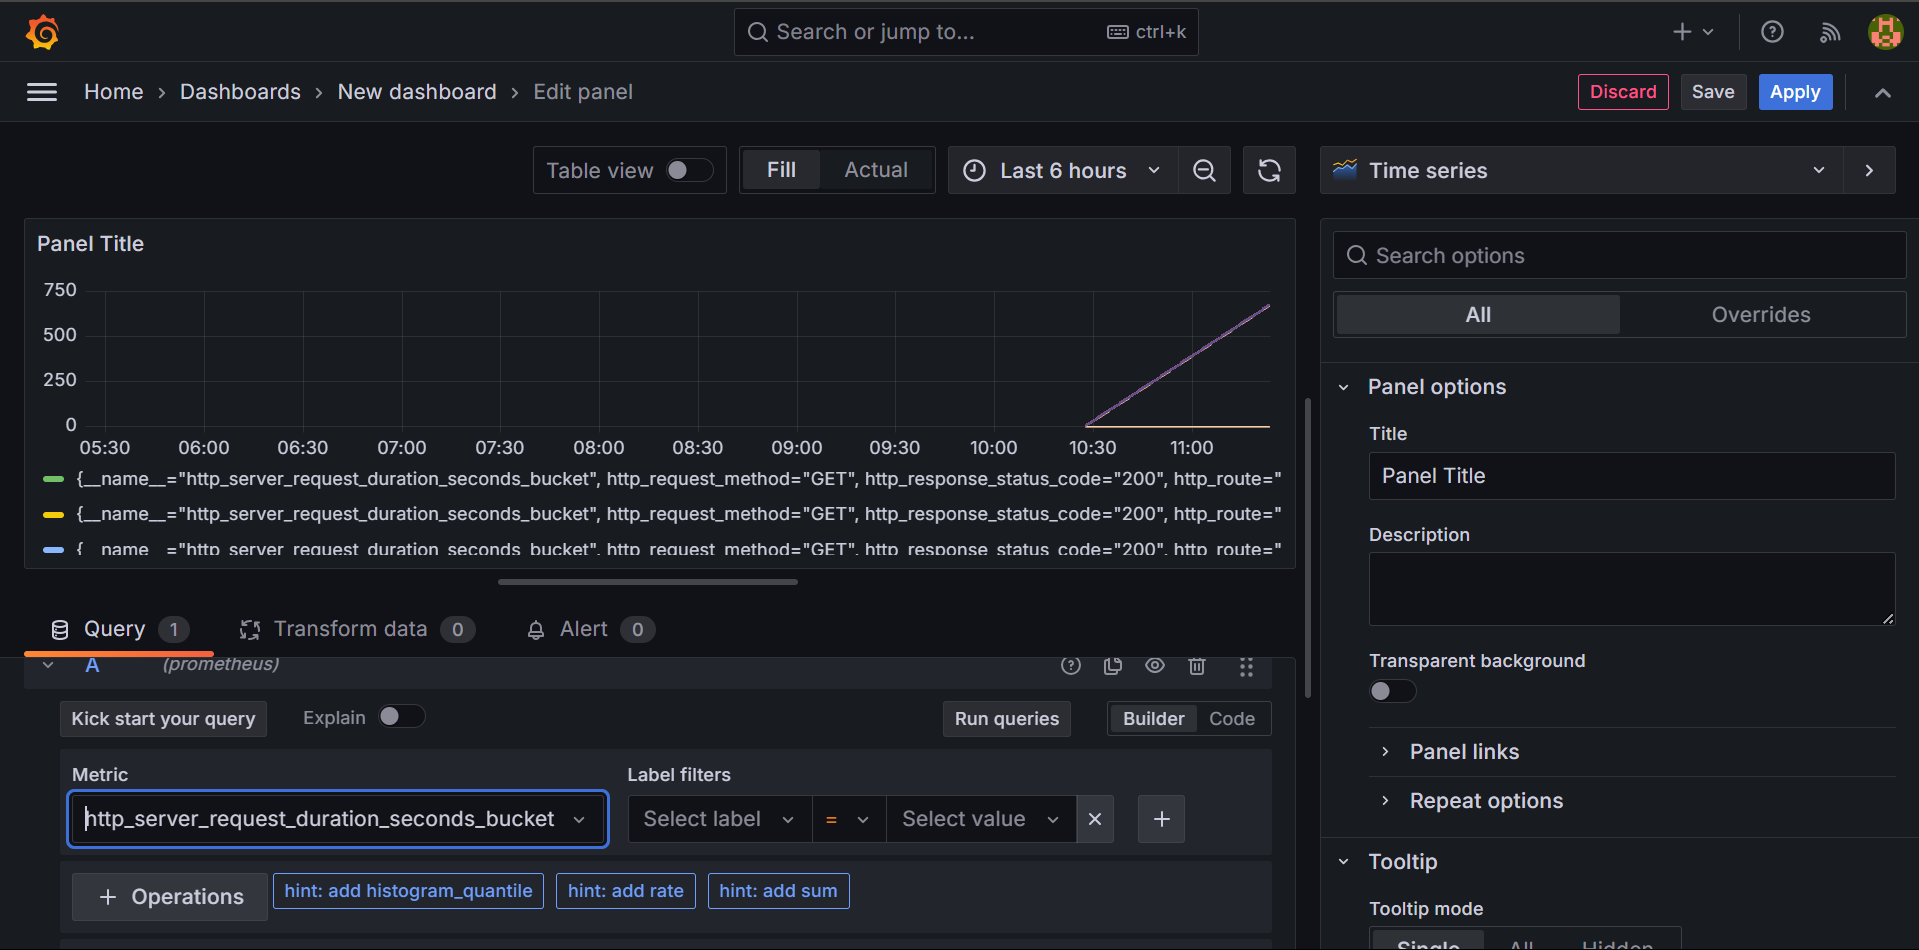 Search or jump to...
ctrl+k
Home › Dashboards › New dashboard › Edit panel
Discard
Save
Apply
Table view
Fill
Actual
Last 6 hours
Time series
Panel Title
750
500
250
0
05:30 06:00 06:30 07:00 07:30 08:00 08:30 09:00 09:30 10:00 10:30 11:00
{__name__="http_server_request_duration_seconds_bucket", http_request_method="GET", http_response_status_code="200", http_route="
{__name__="http_server_request_duration_seconds_bucket", http_request_method="GET", http_response_status_code="200", http_route="
{__name__="http_server_request_duration_seconds_bucket", http_request_method="GET", http_response_status_code="200", http_route="
Query 1
Transform data 0
Alert 0
A (prometheus)
Kick start your query
Explain
Run queries
Builder
Code
Metric
http_server_request_duration_seconds_bucket
Label filters
Select label
=
Select value
+ Operations
hint: add histogram_quantile
hint: add rate
hint: add sum
Search options
All
Overrides
Panel options
Title
Panel Title
Description
Transparent background
Panel links
Repeat options
Tooltip
Tooltip mode
Single
All
Hidden